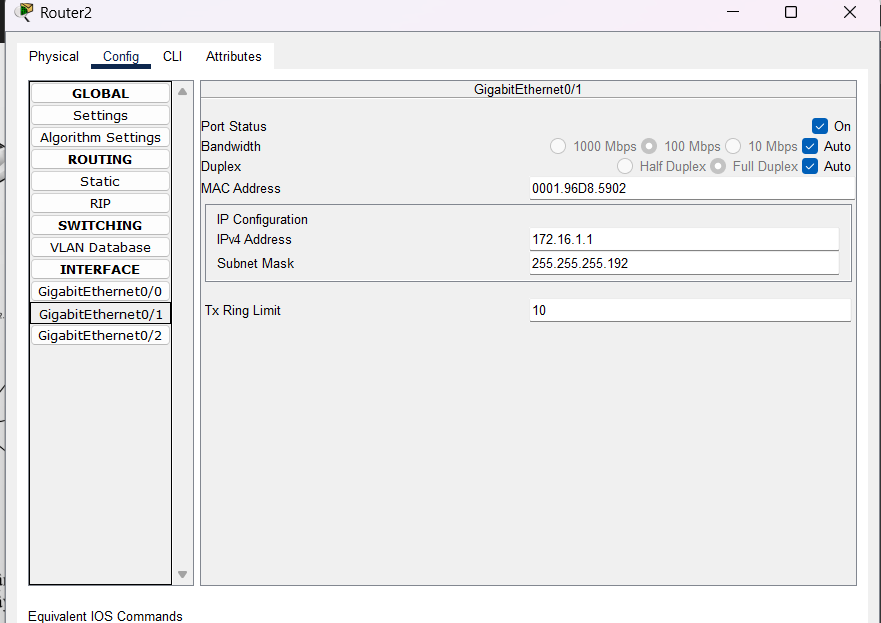 Router2
Physical Config CLI Attributes
GLOBAL
Settings
Algorithm Settings
ROUTING
Static
RIP
SWITCHING
VLAN Database
INTERFACE
GigabitEthernet0/0
GigabitEthernet0/1
GigabitEthernet0/2
GigabitEthernet0/1
Port Status On
Bandwidth 1000 Mbps 100 Mbps 10 Mbps Auto
Duplex Half Duplex Full Duplex Auto
MAC Address 0001.96D8.5902
IP Configuration
IPv4 Address 172.16.1.1
Subnet Mask 255.255.255.192
Tx Ring Limit 10
Equivalent IOS Commands